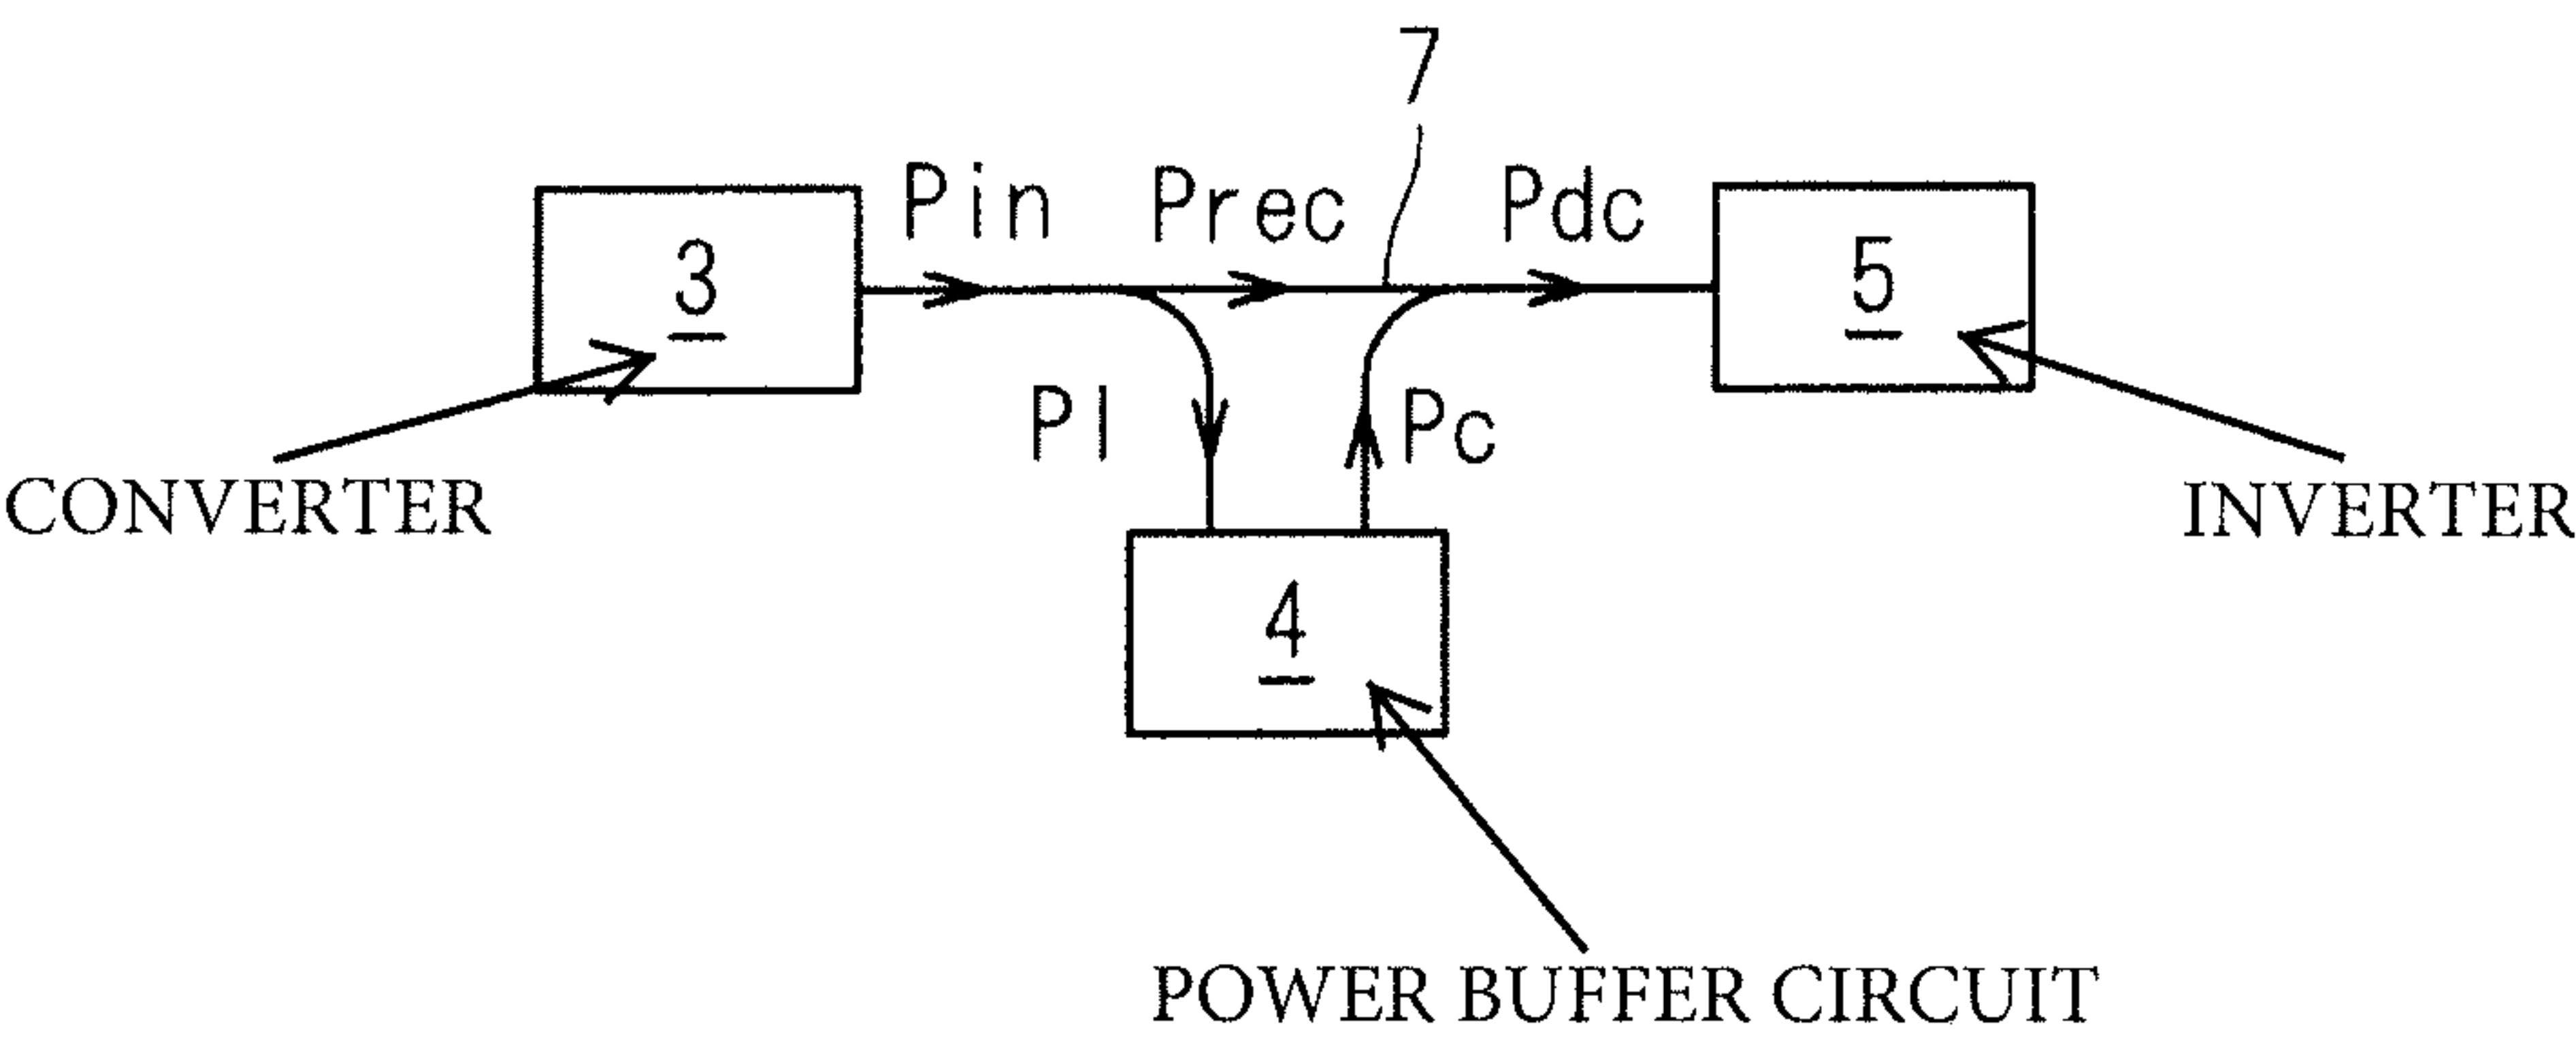 7
Pin Prec Pdc
3 5
Pl Pc
CONVERTER INVERTER
4
POWER BUFFER CIRCUIT